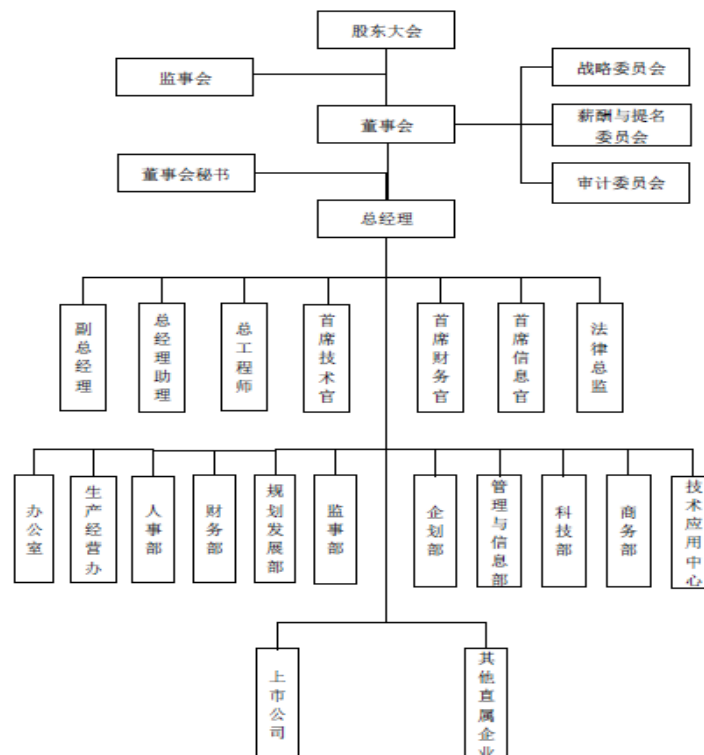 股东大会
监事会
战略委员会
董事会
薪酬与提名
委员会
董事会秘书
审计委员会
总经理
副总经理
总经理助理
总工程师
首席技术官
首席财务官
首席信息官
法律总监
办公室
生产经营办
人事部
财务部
规划发展部
监事部
企划部
管理与信息部
科技部
商务部
技术应用中心
上市公司
其他直属企业